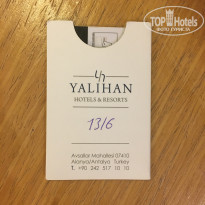 TOP HOTELS
YALIHAN
HOTELS & RESORTS
13/6
Avsallar Mahallesi 07410
Alanya/Antalya Turkey
T. +90 242 517 10 10